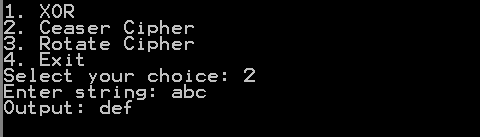 1. XOR
2. Ceaser Cipher
3. Rotate Cipher
4. Exit
Select your choice: 2
Enter string: abc
Output: def